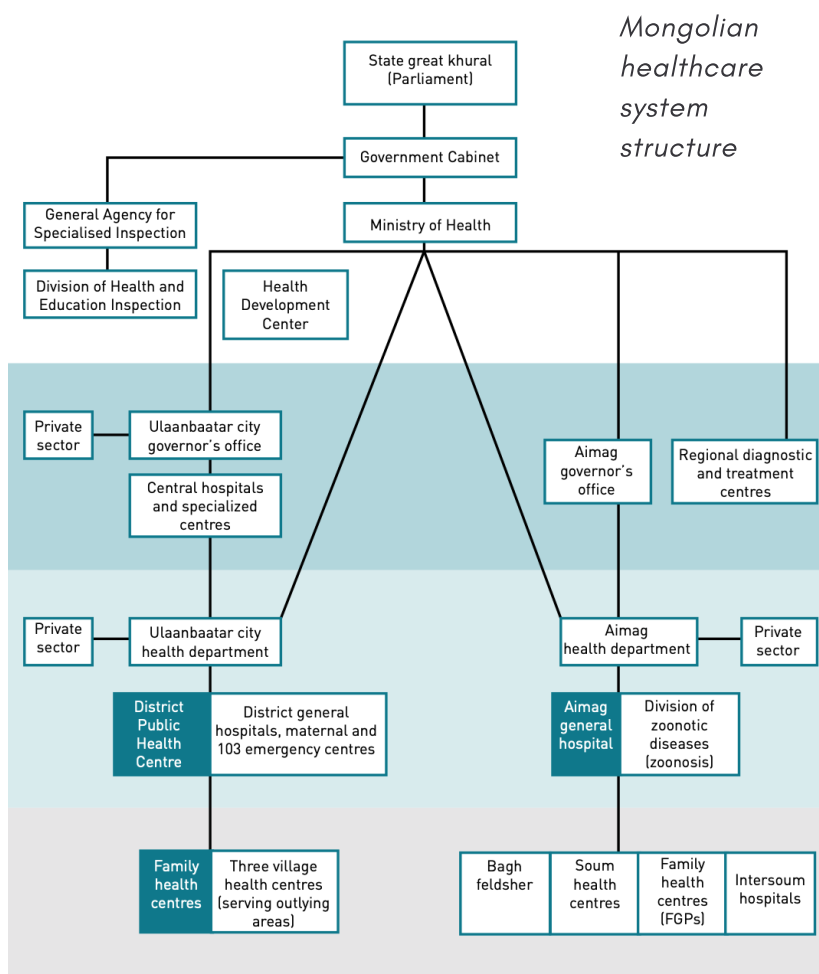 Mongolian
healthcare
system
structure
State great khural
(Parliament)
Government Cabinet
General Agency for
Specialised Inspection
Ministry of Health
Division of Health and
Education Inspection
Health
Development
Center
Private
sector
Ulaanbaatar city
governor's office
Central hospitals
and specialized
centres
Aimag
governor's
office
Regional diagnostic
and treatment
centres
Private
sector
Ulaanbaatar city
health department
Aimag
health department
Private
sector
District
Public
Health
Centre
District general
hospitals, maternal and
103 emergency centres
Aimag
general
hospital
Division of
zoonotic
diseases
(zoonosis)
Family
health
centres
Three village
health centres
(serving outlying
areas)
Bagh
feldsher
Soum
health
centres
Family
health
centres
(FGPs)
Intersoum
hospitals